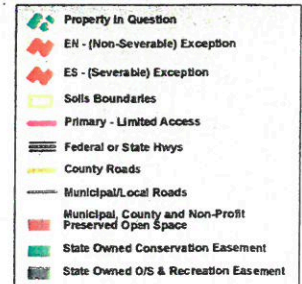 Property In Question
EN - (Non-Severable) Exception
ES - (Severable) Exception
Soils Boundaries
Primary - Limited Access
Federal or State Hwys
County Roads
Municipal/Local Roads
Municipal, County and Non-Profit
Preserved Open Space
State Owned Conservation Easement
State Owned O/S & Recreation Easement